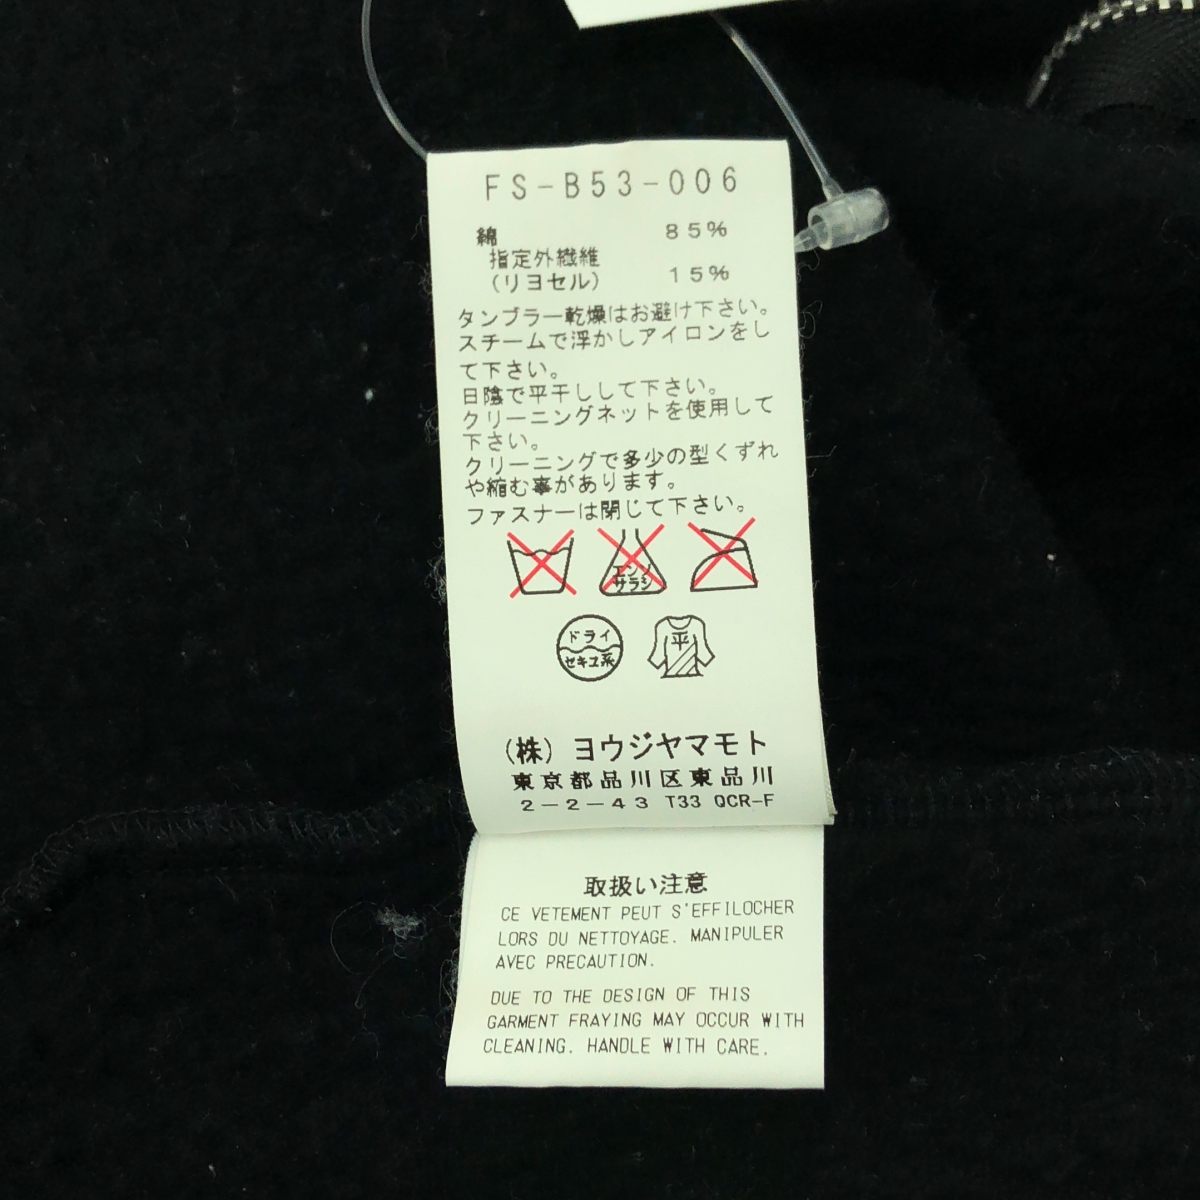 FS-B53-006
綿 85%
指定外繊維
(リヨセル) 15%
タンブラー乾燥はお避け下さい。
スチームで浮かしアイロンをし
て下さい。
日陰で平干しして下さい。
クリーニングネットを使用して
下さい。
クリーニングで多少の型くずれ
や縮む事があります。
ファスナーは閉じて下さい。
エンソ
サラシ
ドライ
セキユ系
平
(株) ヨウジヤマモト
東京都品川区東品川
2-2-43 T33 QCR-F
取扱い注意
CE VETEMENT PEUT S'EFFILOCHER
LORS DU NETTOYAGE. MANIPULER
AVEC PRECAUTION.
DUE TO THE DESIGN OF THIS
GARMENT FRAYING MAY OCCUR WITH
CLEANING. HANDLE WITH CARE.